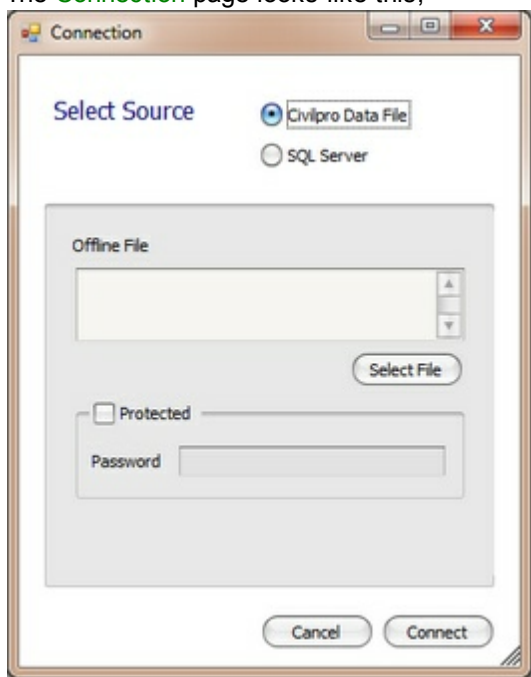 The Connection page looks like this,
Connection
Select Source
Civilpro Data File
SQL Server
Offline File
Select File
Protected
Password
Cancel
Connect